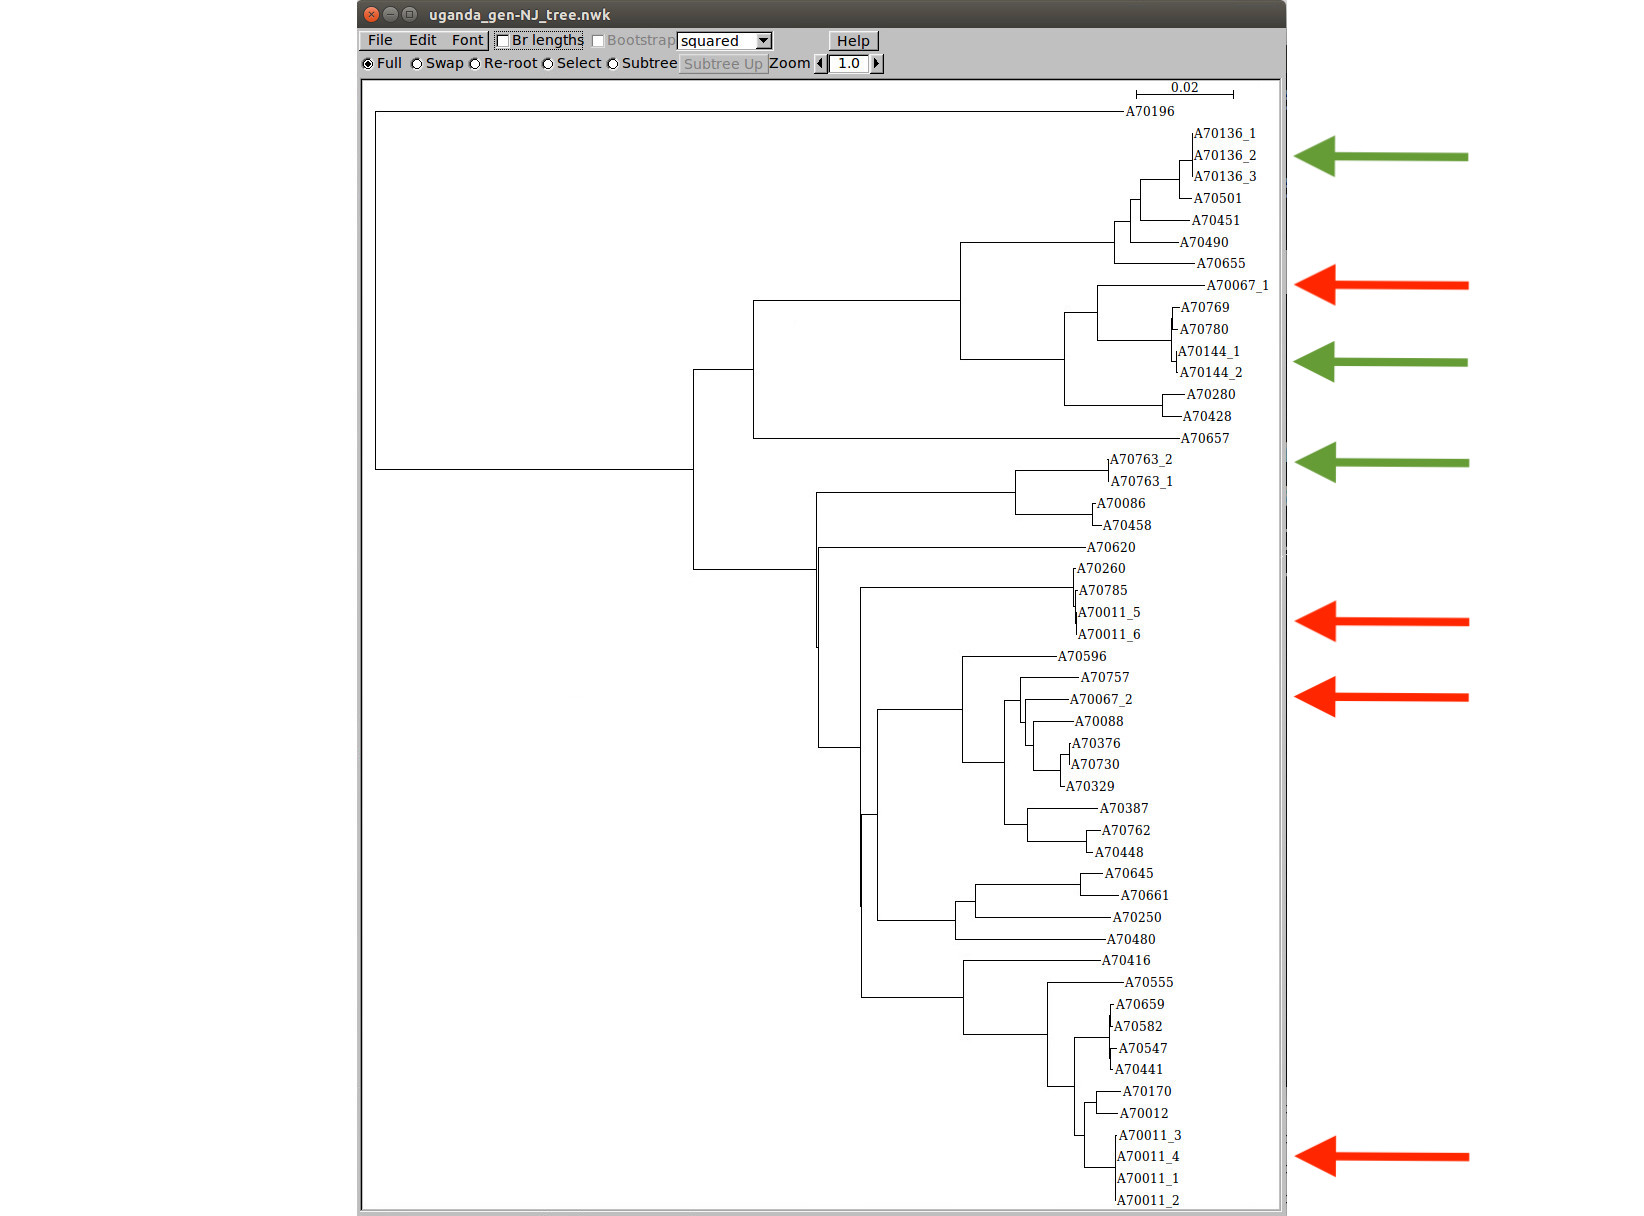 uganda_gen-NJ_tree.nwk
File Edit Font Br lengths Bootstrap squared Help
Full Swap Re-root Select Subtree Subtree Up Zoom 1.0
0.02
A70196
A70136_1
A70136_2
A70136_3
A70501
A70451
A70490
A70655
A70067_1
A70769
A70780
A70144_1
A70144_2
A70280
A70428
A70657
A70763_2
A70763_1
A70086
A70458
A70620
A70260
A70785
A70011_5
A70011_6
A70596
A70757
A70067_2
A70088
A70376
A70730
A70329
A70387
A70762
A70448
A70645
A70661
A70250
A70480
A70416
A70555
A70659
A70582
A70547
A70441
A70170
A70012
A70011_3
A70011_4
A70011_1
A70011_2